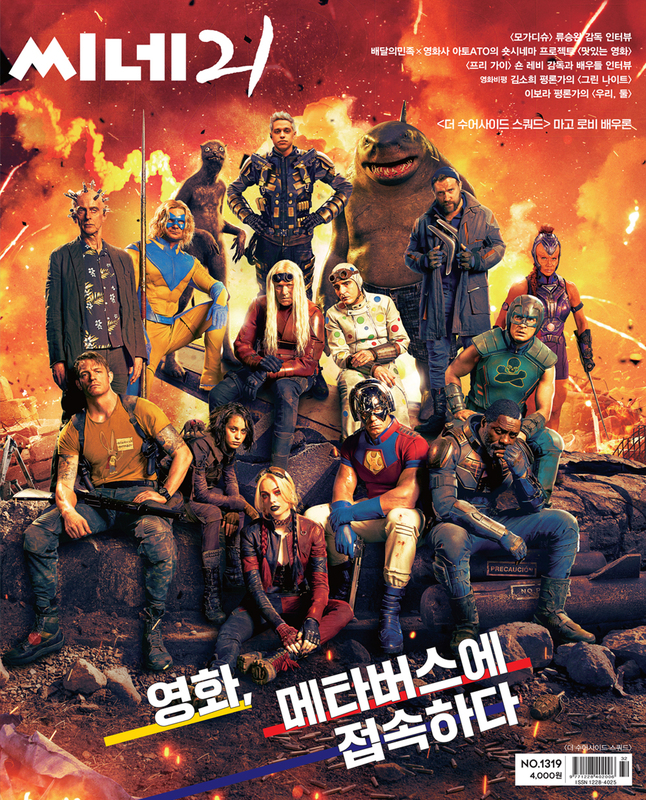 씨네21
<모가디슈> 류승완 감독 인터뷰
배달의민족×영화사 아토ATO의 숏시네마 프로젝트 <맛있는 영화>
<프리 가이> 숀 레비 감독과 배우들 인터뷰
영화비평 김소희 평론가의 <그린 나이트>
이보라 평론가의 <우리, 둘>
<더 수어사이드 스쿼드> 마고 로비 배우론
PRECAUCION
NO
영화, 메타버스에
접속하다
<더 수어사이드 스쿼드>
NO.1319
4,000원
32
9 771228 402006
ISSN 1228-4025